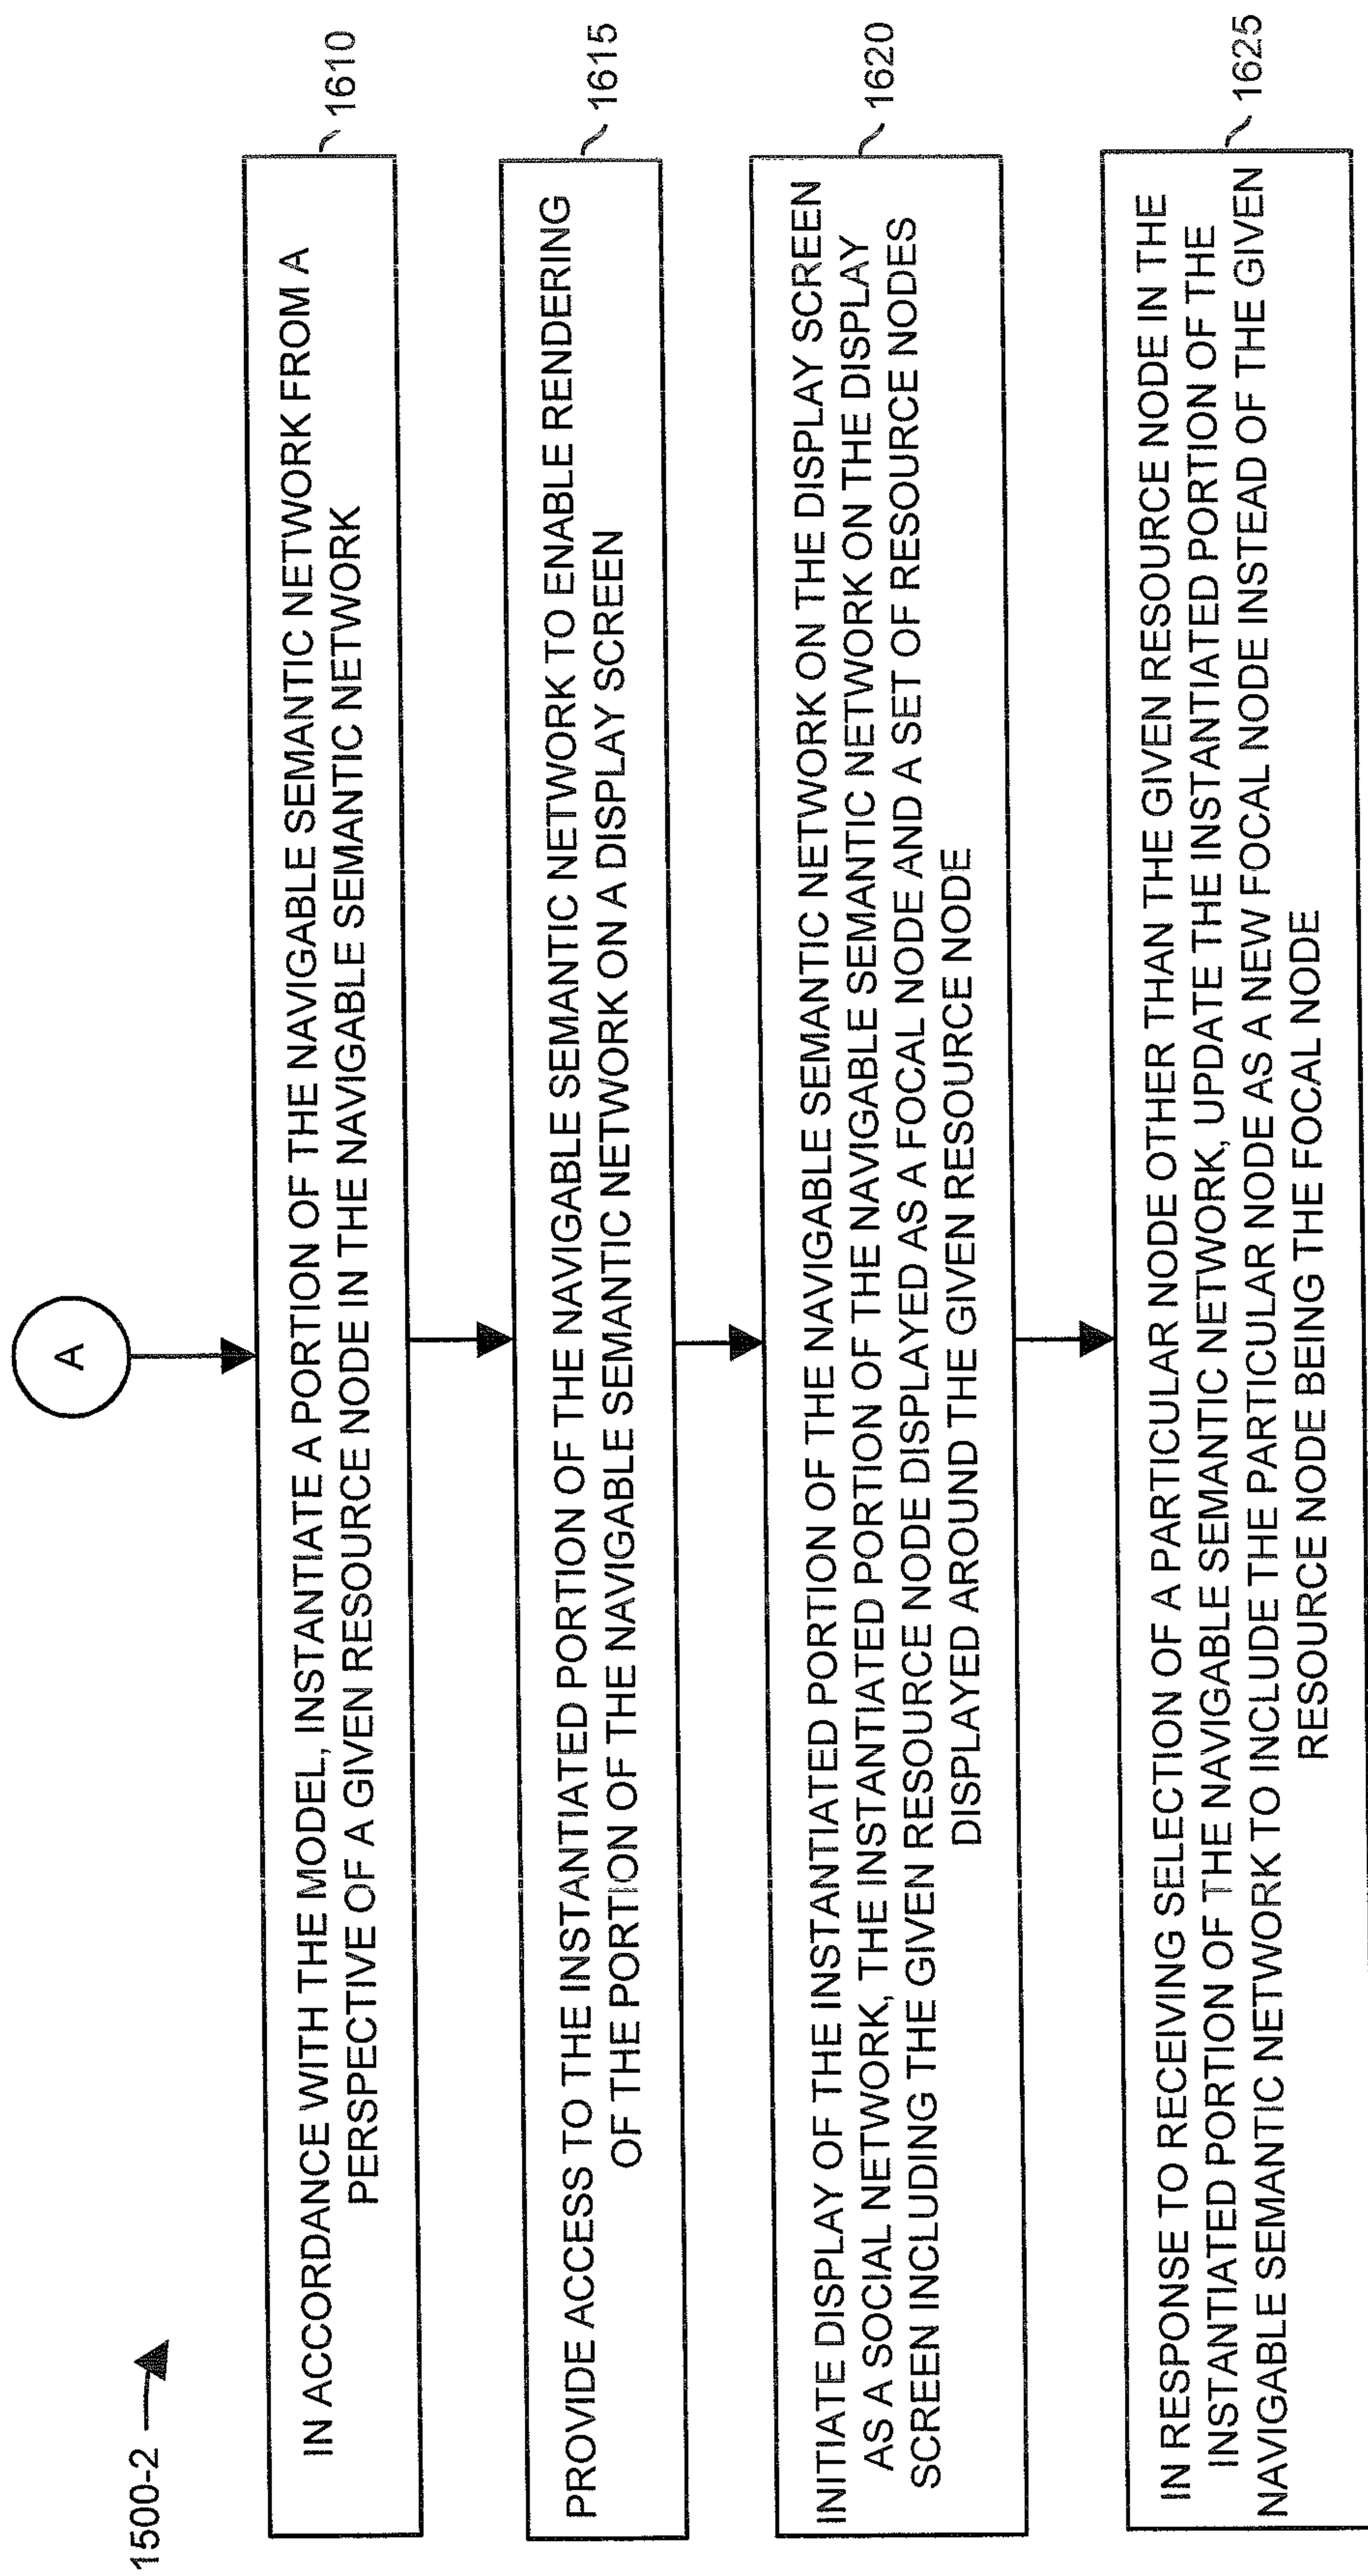 1500-2
A
IN ACCORDANCE WITH THE MODEL, INSTANTIATE A PORTION OF THE NAVIGABLE SEMANTIC NETWORK FROM A
PERSPECTIVE OF A GIVEN RESOURCE NODE IN THE NAVIGABLE SEMANTIC NETWORK
1610
PROVIDE ACCESS TO THE INSTANTIATED PORTION OF THE NAVIGABLE SEMANTIC NETWORK TO ENABLE RENDERING
OF THE PORTION OF THE NAVIGABLE SEMANTIC NETWORK ON A DISPLAY SCREEN
1615
INITIATE DISPLAY OF THE INSTANTIATED PORTION OF THE NAVIGABLE SEMANTIC NETWORK ON THE DISPLAY SCREEN
AS A SOCIAL NETWORK, THE INSTANTIATED PORTION OF THE NAVIGABLE SEMANTIC NETWORK ON THE DISPLAY
SCREEN INCLUDING THE GIVEN RESOURCE NODE DISPLAYED AS A FOCAL NODE AND A SET OF RESOURCE NODES
DISPLAYED AROUND THE GIVEN RESOURCE NODE
1620
IN RESPONSE TO RECEIVING SELECTION OF A PARTICULAR NODE OTHER THAN THE GIVEN RESOURCE NODE IN THE
INSTANTIATED PORTION OF THE NAVIGABLE SEMANTIC NETWORK, UPDATE THE INSTANTIATED PORTION OF THE
NAVIGABLE SEMANTIC NETWORK TO INCLUDE THE PARTICULAR NODE AS A NEW FOCAL NODE INSTEAD OF THE GIVEN
RESOURCE NODE BEING THE FOCAL NODE
1625